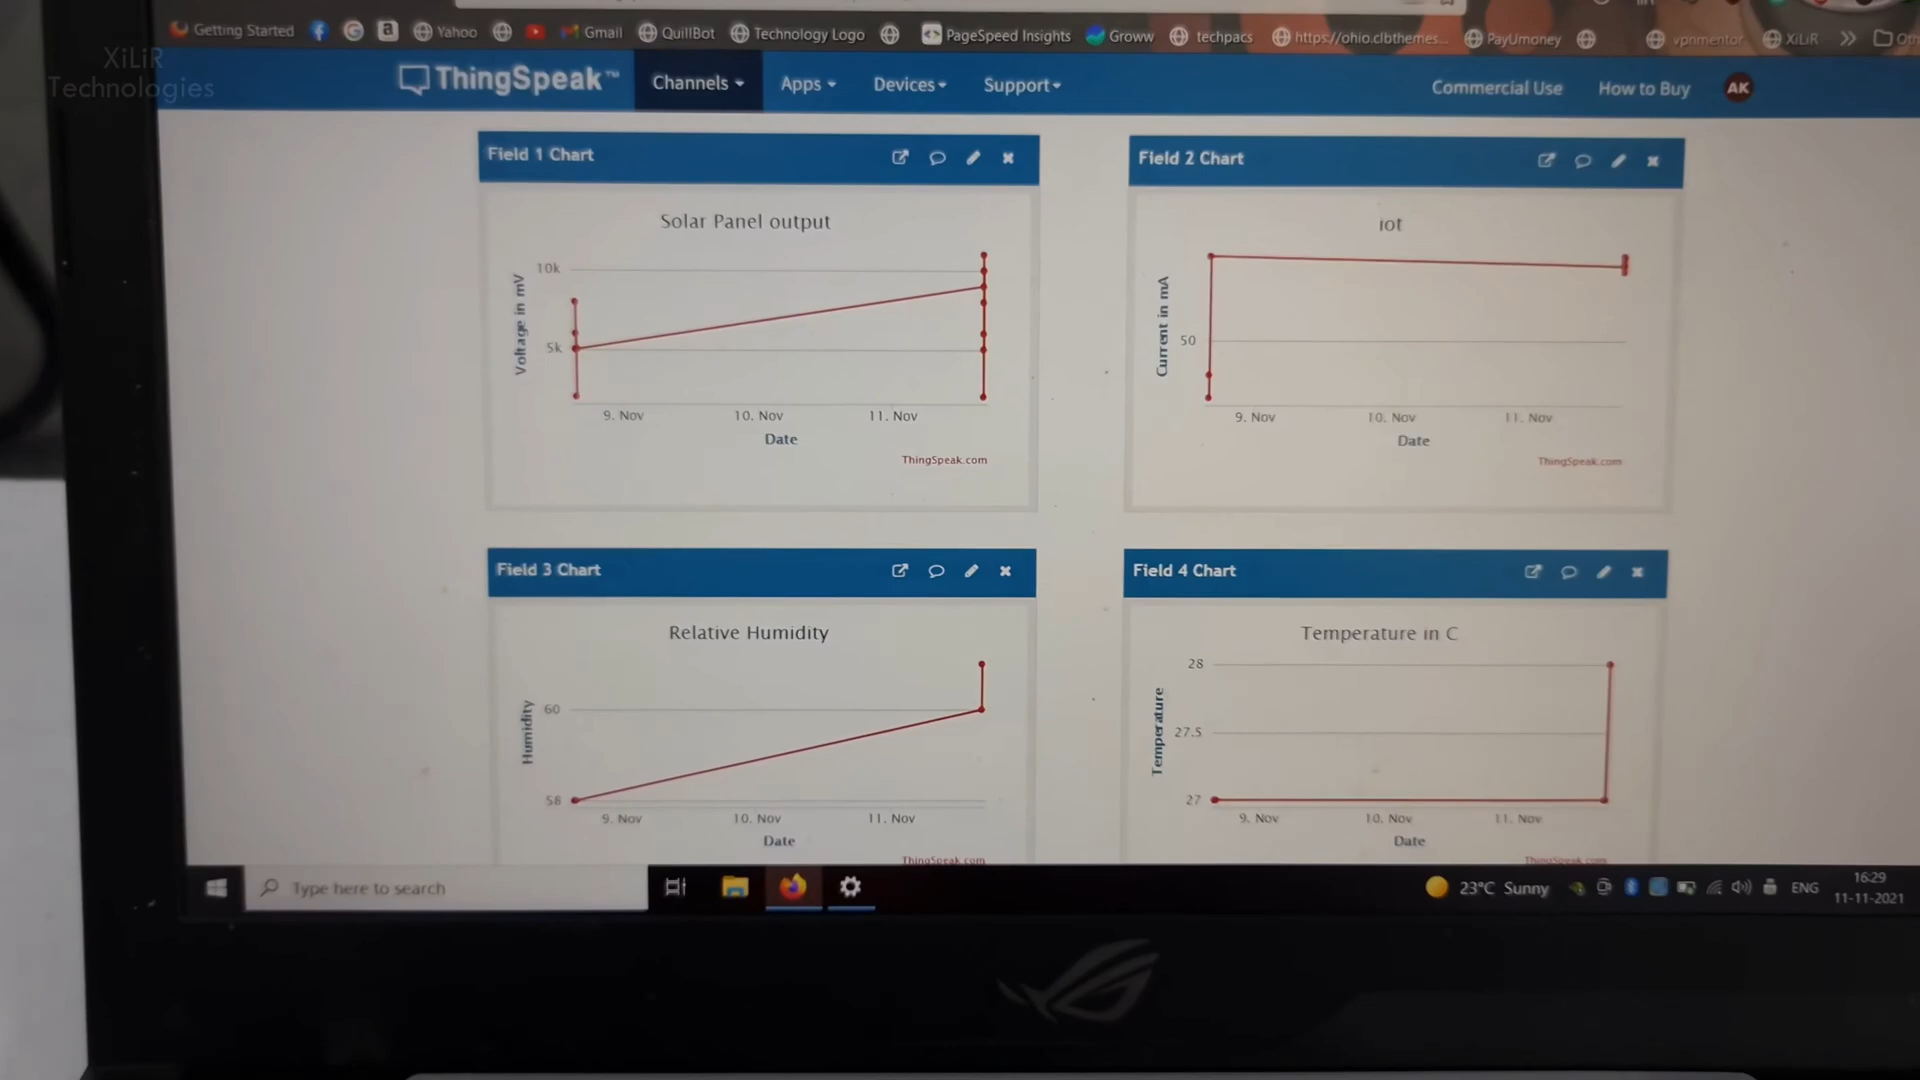 XiLiR
Technologies
Getting Started Yahoo Gmail QuillBot Technology Logo PageSpeed Insights Groww techpacs https://ohio.clbthemes... PayUmoney vpnmentor XiLiR
ThingSpeak™ Channels Apps Devices Support Commercial Use How to Buy AK
Field 1 Chart
Solar Panel output
Voltage in mV
10k
5k
9. Nov 10. Nov 11. Nov
Date
ThingSpeak.com
Field 2 Chart
iot
Current in mA
50
9. Nov 10. Nov 11. Nov
Date
ThingSpeak.com
Field 3 Chart
Relative Humidity
Humidity
60
58
9. Nov 10. Nov 11. Nov
Date
ThingSpeak.com
Field 4 Chart
Temperature in C
Temperature
28
27.5
27
9. Nov 10. Nov 11. Nov
Date
ThingSpeak.com
Type here to search 23°C Sunny ENG 16:29
11-11-2021